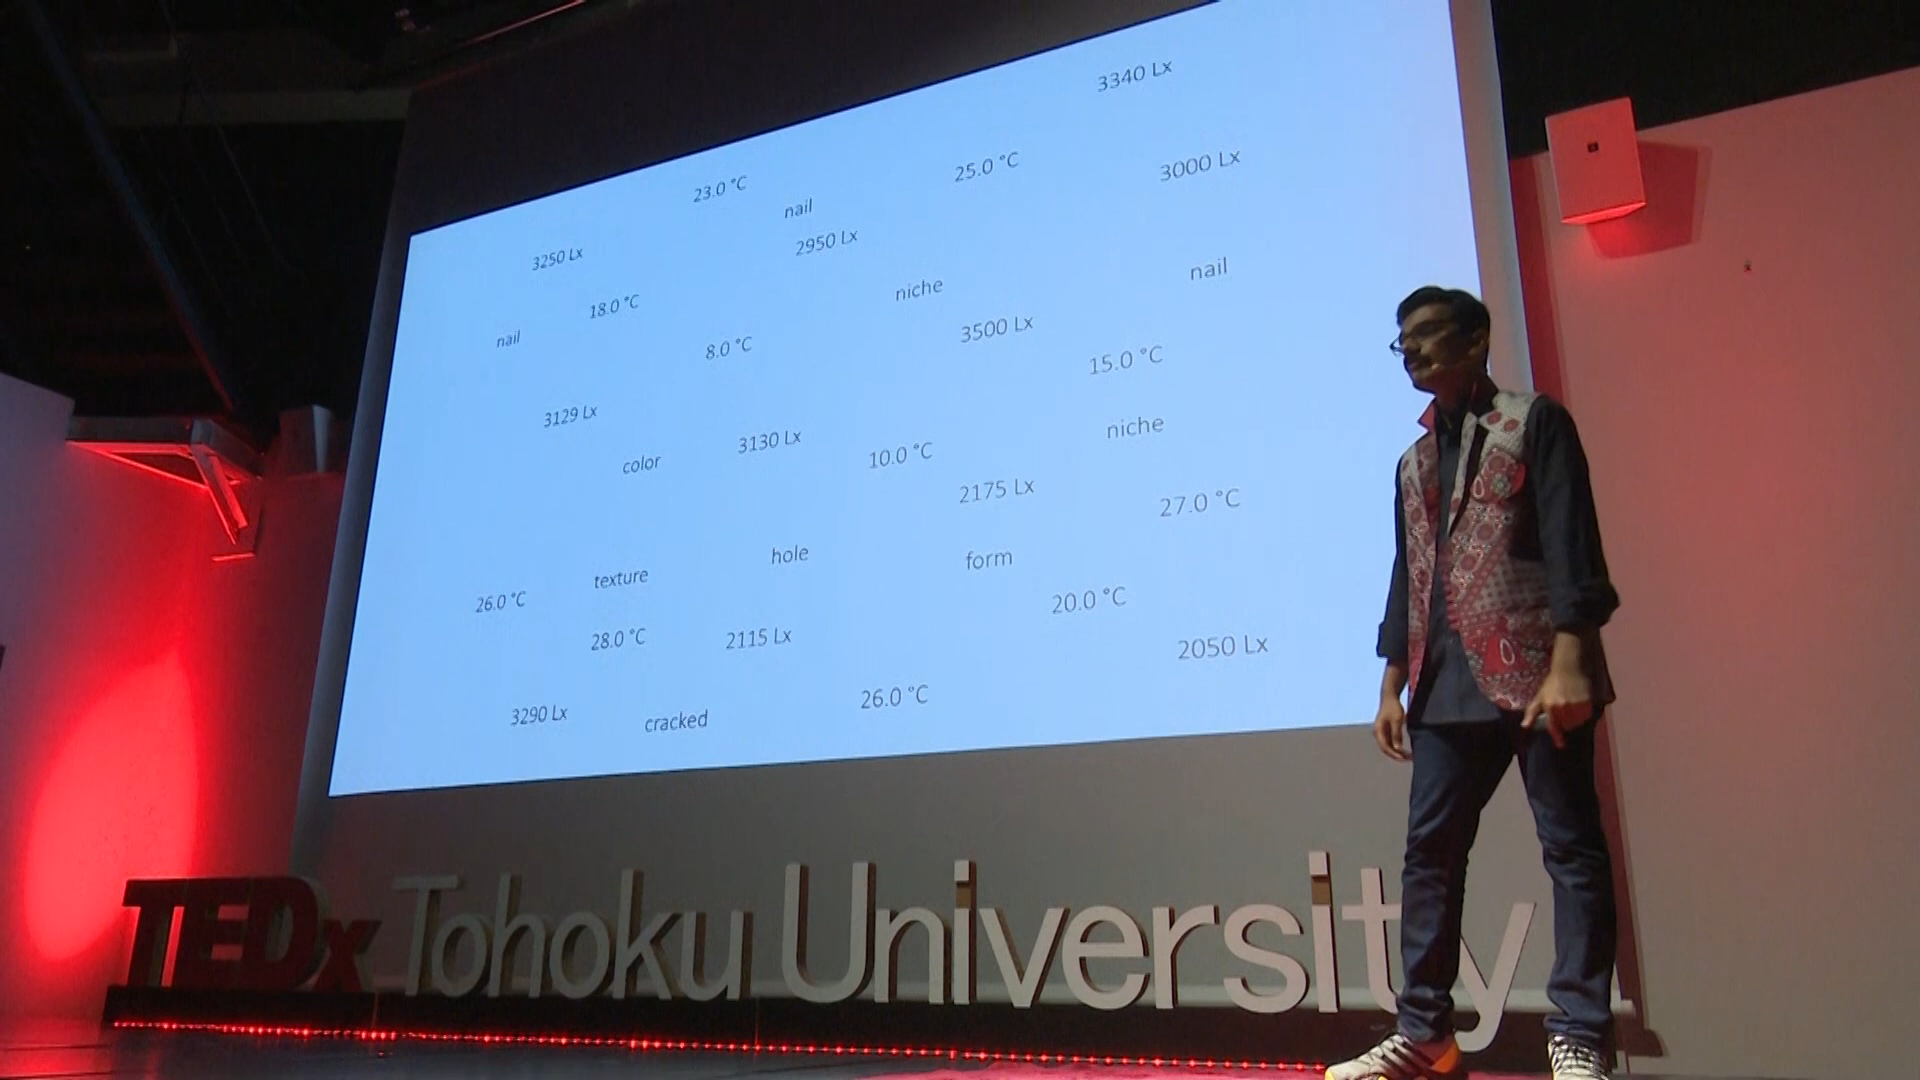 3340 Lx
23.0 °C
25.0 °C
3000 Lx
nail
3250 Lx
2950 Lx
nail
18.0 °C
niche
nail
8.0 °C
3500 Lx
15.0 °C
3129 Lx
color
3130 Lx
10.0 °C
niche
2175 Lx
27.0 °C
texture
hole
form
26.0 °C
28.0 °C
2115 Lx
20.0 °C
2050 Lx
3290 Lx
cracked
26.0 °C
TEDx Tohoku University